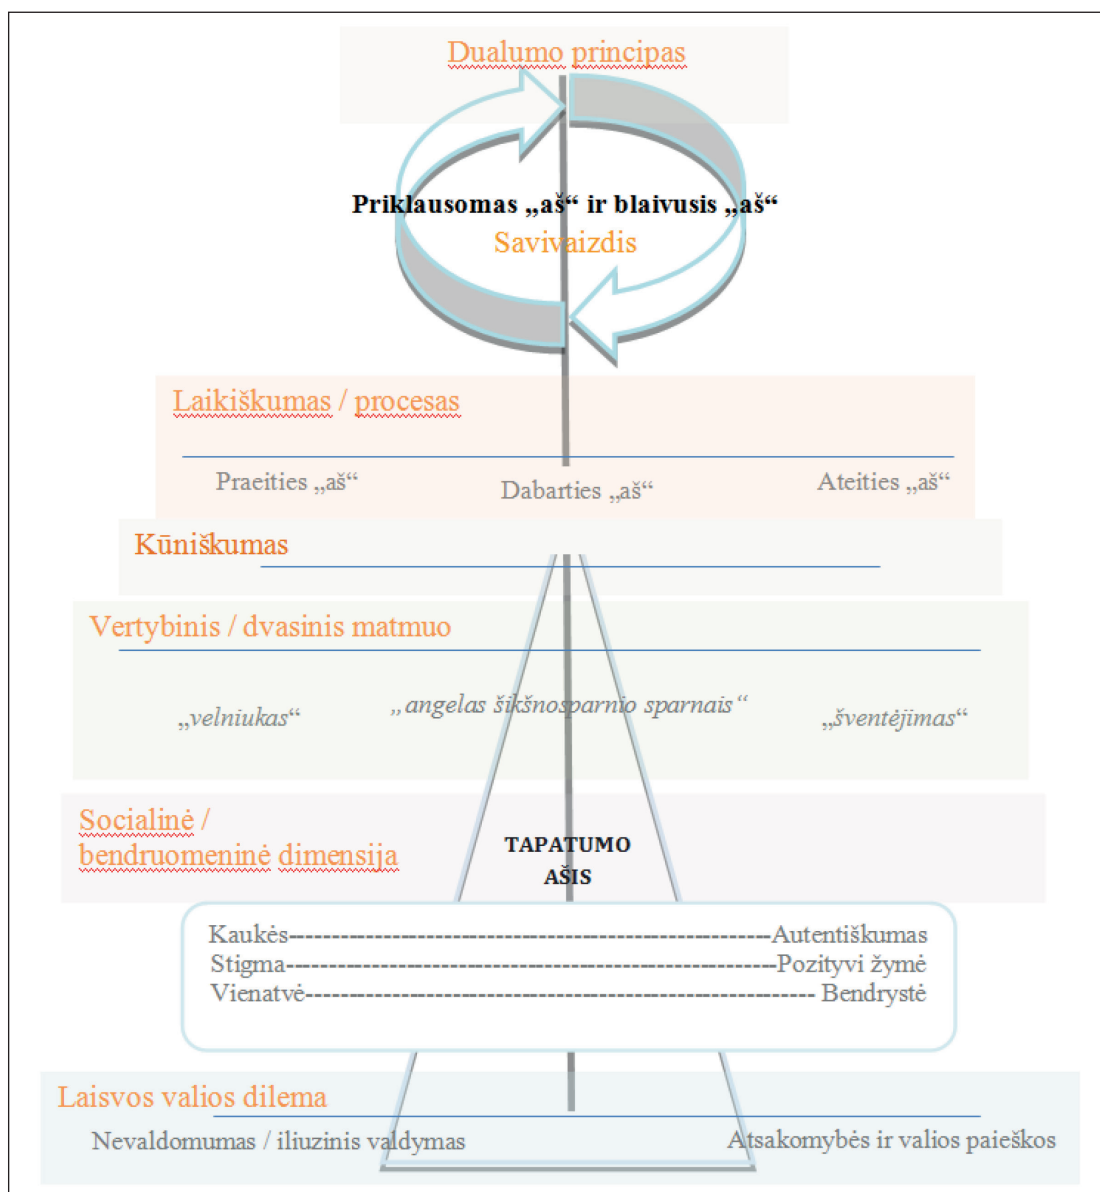 Dualumo principas
Priklausomas „aš“ ir blaivusis „aš“
Savivaizdis
Laikiškumas / procesas
Praeities „aš“
Dabarties „aš“
Ateities „aš“
Kūniškumas
Vertybinis / dvasinis matmuo
„velniukas“
„angelas šikšnosparnio sparnais“
„šventėjimas“
Socialinė /
bendruomeninė dimensija
TAPATUMO
AŠIS
Kaukės------------------------------------------------------------------Autentiškumas
Stigma-------------------------------------------------------------------Pozityvi žymė
Vienatvė---------------------------------------------------------------------- Bendrystė
Laisvos valios dilema
Nevaldomumas / iliuzinis valdymas
Atsakomybės ir valios paieškos